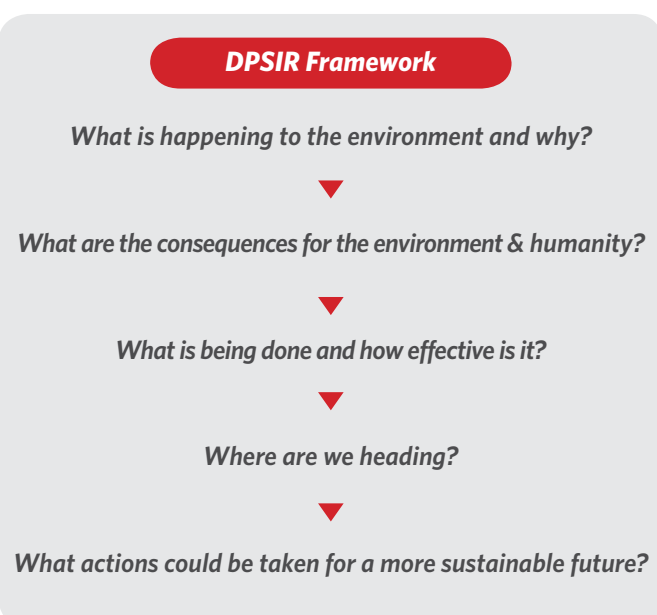 DPSIR Framework
What is happening to the environment and why?
What are the consequences for the environment & humanity?
What is being done and how effective is it?
Where are we heading?
What actions could be taken for a more sustainable future?